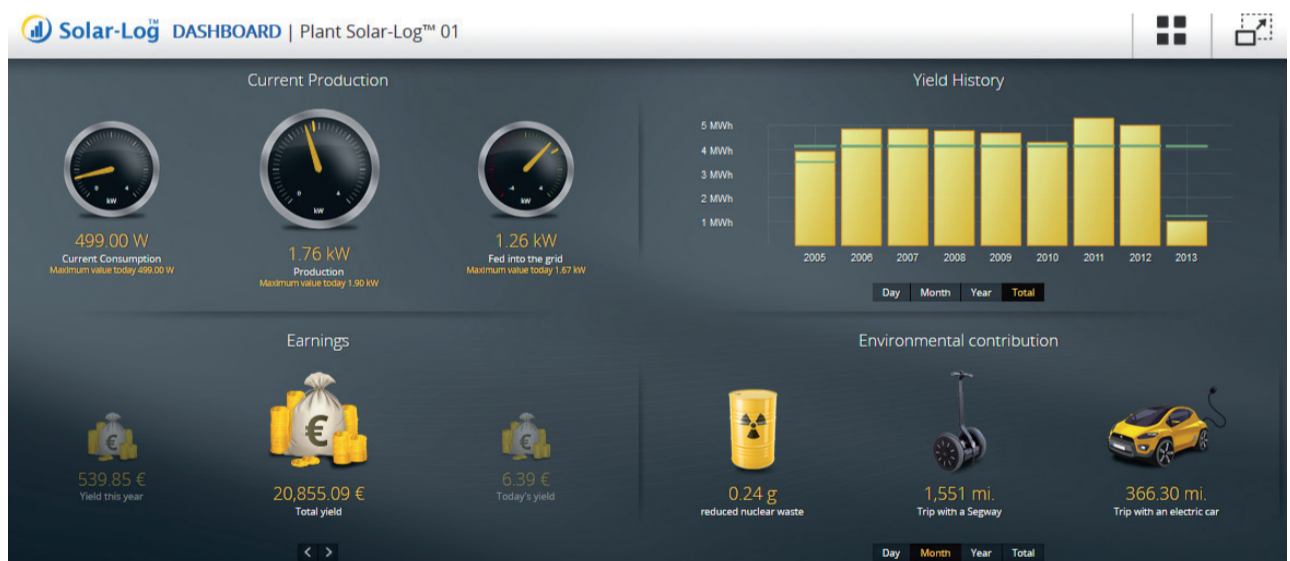 Solar-Log™ DASHBOARD | Plant Solar-Log™ 01
Current Production
0 4
kW
499.00 W
Current Consumption
Maximum value today 499.00 W
0 4
kW
1.76 kW
Production
Maximum value today 1.90 kW
-4 4
kW
1.26 kW
Fed into the grid
Maximum value today 1.67 kW
Yield History
5 MWh
4 MWh
3 MWh
2 MWh
1 MWh
2005 2006 2007 2008 2009 2010 2011 2012 2013
Day Month Year Total
Earnings
€
539.85 €
Yield this year
€
20,855.09 €
Total yield
€
6.39 €
Today's yield
< >
Environmental contribution
0.24 g
reduced nuclear waste
1,551 mi.
Trip with a Segway
366.30 mi.
Trip with an electric car
Day Month Year Total